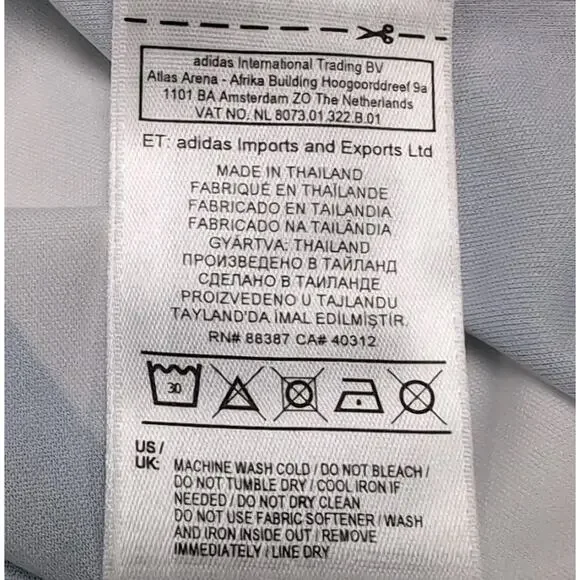 adidas International Trading BV
Atlas Arena - Afrika Building Hoogoorddreef 9a
1101 BA Amsterdam ZO The Netherlands
VAT NO. NL 8073.01.322.B.01
ET: adidas Imports and Exports Ltd
MADE IN THAILAND
FABRIQUÉ EN THAÏLANDE
FABRICADO EN TAILANDIA
FABRICADO NA TAILÂNDIA
GYÁRTVA: THAILAND
ПРОИЗВЕДЕНО В ТАЙЛАНД
СДЕЛАНО В ТАИЛАНДЕ
PROIZVEDENO U TAJLANDU
TAYLAND'DA İMAL EDİLMİŞTİR.
RN# 88387 CA# 40312
30
US /
UK: MACHINE WASH COLD / DO NOT BLEACH /
DO NOT TUMBLE DRY / COOL IRON IF
NEEDED / DO NOT DRY CLEAN
DO NOT USE FABRIC SOFTENER / WASH
AND IRON INSIDE OUT / REMOVE
IMMEDIATELY / LINE DRY